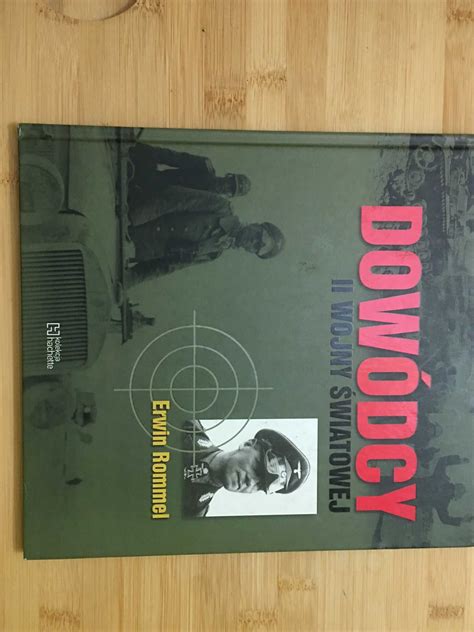 DOWÓDCY
II WOJNY ŚWIATOWEJ
Erwin Rommel
kolekcja
hachette